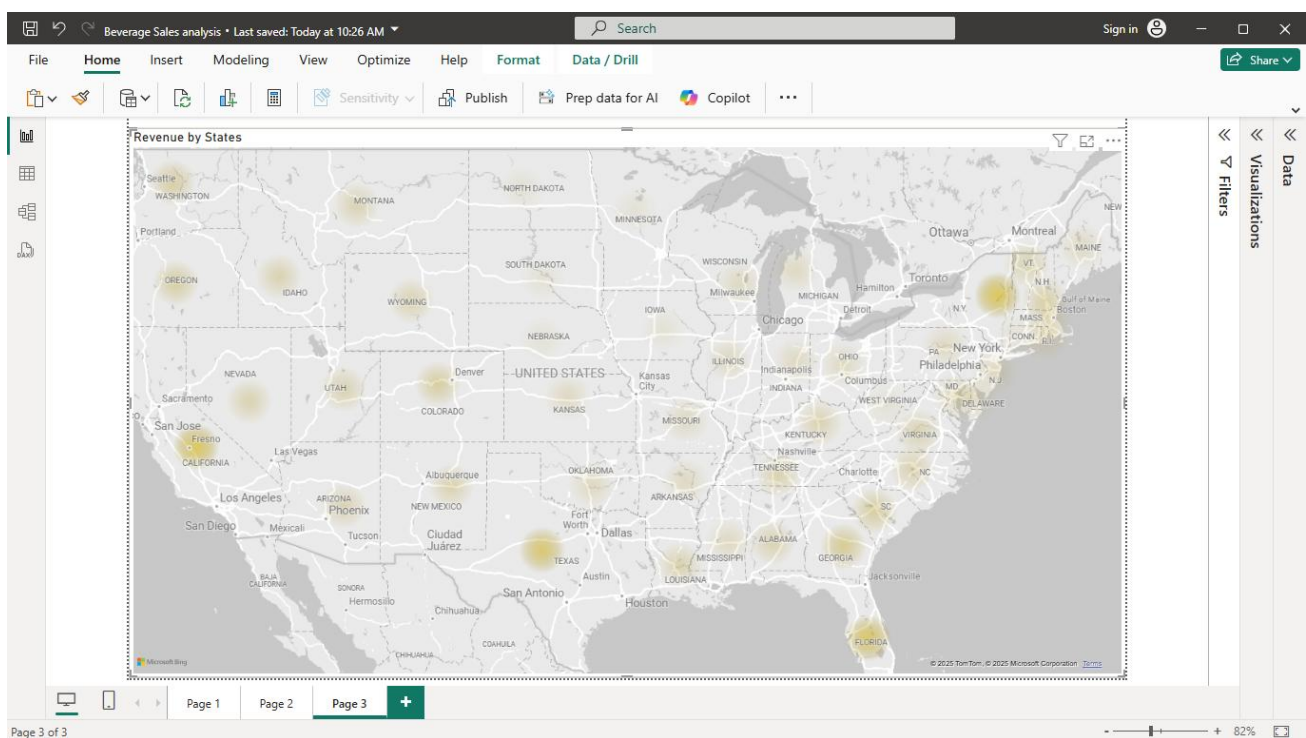 Beverage Sales analysis • Last saved: Today at 10:26 AM
Search
Sign in
File Home Insert Modeling View Optimize Help Format Data / Drill
Share
Sensitivity Publish Prep data for AI Copilot
Revenue by States
Seattle
WASHINGTON
MONTANA
NORTH DAKOTA
MINNESOTA
NEW
Portland
Ottawa
Montreal
MAINE
OREGON
IDAHO
SOUTH DAKOTA
WISCONSIN
Toronto
VT.
N.H.
WYOMING
Milwaukee
MICHIGAN
Hamilton
Gulf of Maine
IOWA
Detroit
N.Y.
Boston
MASS.
Chicago
NEBRASKA
CONN.
R.I.
NEVADA
Denver
UNITED STATES
Kansas City
ILLINOIS
Indianapolis
OHIO
PA
New York
Philadelphia
UTAH
INDIANA
Columbus
MD
N.J.
Sacramento
COLORADO
KANSAS
WEST VIRGINIA
DELAWARE
San Jose
Fresno
MISSOURI
KENTUCKY
VIRGINIA
CALIFORNIA
Las Vegas
Nashville
Albuquerque
OKLAHOMA
TENNESSEE
Charlotte
NC
Los Angeles
ARIZONA
Phoenix
NEW MEXICO
ARKANSAS
SC
San Diego
Mexicali
Tucson
Ciudad Juárez
Fort Worth
Dallas
MISSISSIPPI
ALABAMA
GEORGIA
TEXAS
BAJA CALIFORNIA
SONORA
Austin
LOUISIANA
Jacksonville
Hermosillo
Chihuahua
San Antonio
Houston
CHIHUAHUA
COAHUILA
FLORIDA
Microsoft Bing
© 2025 TomTom, © 2025 Microsoft Corporation Terms
Filters
Visualizations
Data
DAX
Page 1 Page 2 Page 3
Page 3 of 3
82%